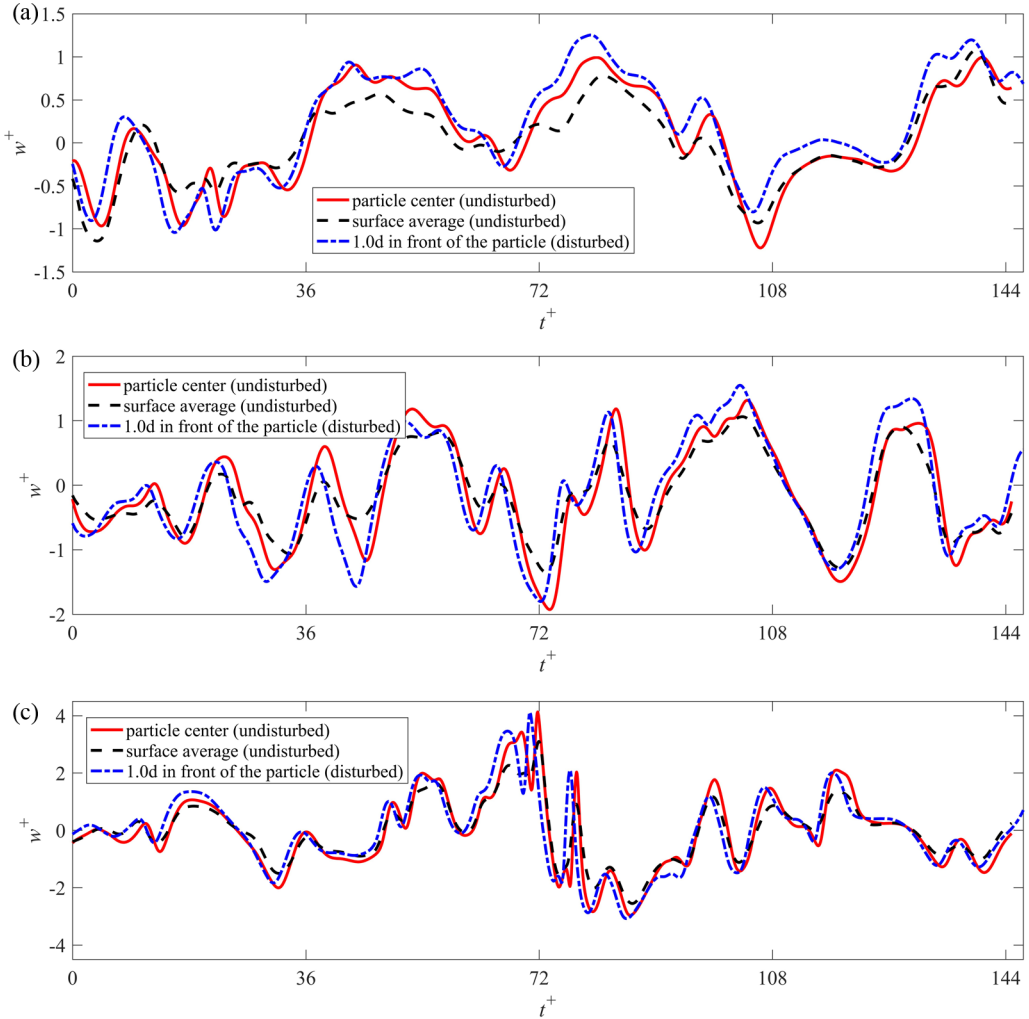 (a)
1.5
1
0.5
0
-0.5
-1
-1.5
w+
particle center (undisturbed)
surface average (undisturbed)
1.0d in front of the particle (disturbed)
0 36 72 108 144
t+
(b)
2
1
0
-1
-2
w+
particle center (undisturbed)
surface average (undisturbed)
1.0d in front of the particle (disturbed)
0 36 72 108 144
t+
(c)
4
2
0
-2
-4
w+
particle center (undisturbed)
surface average (undisturbed)
1.0d in front of the particle (disturbed)
0 36 72 108 144
t+